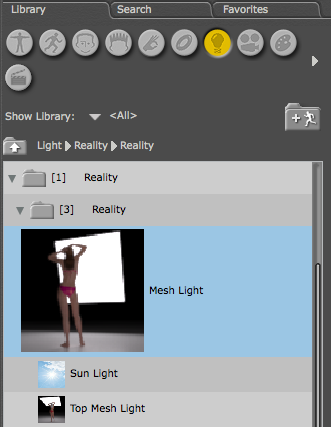 Library Search Favorites
Show Library: <All>
Light Reality Reality
[1] Reality
[3] Reality
Mesh Light
Sun Light
Top Mesh Light